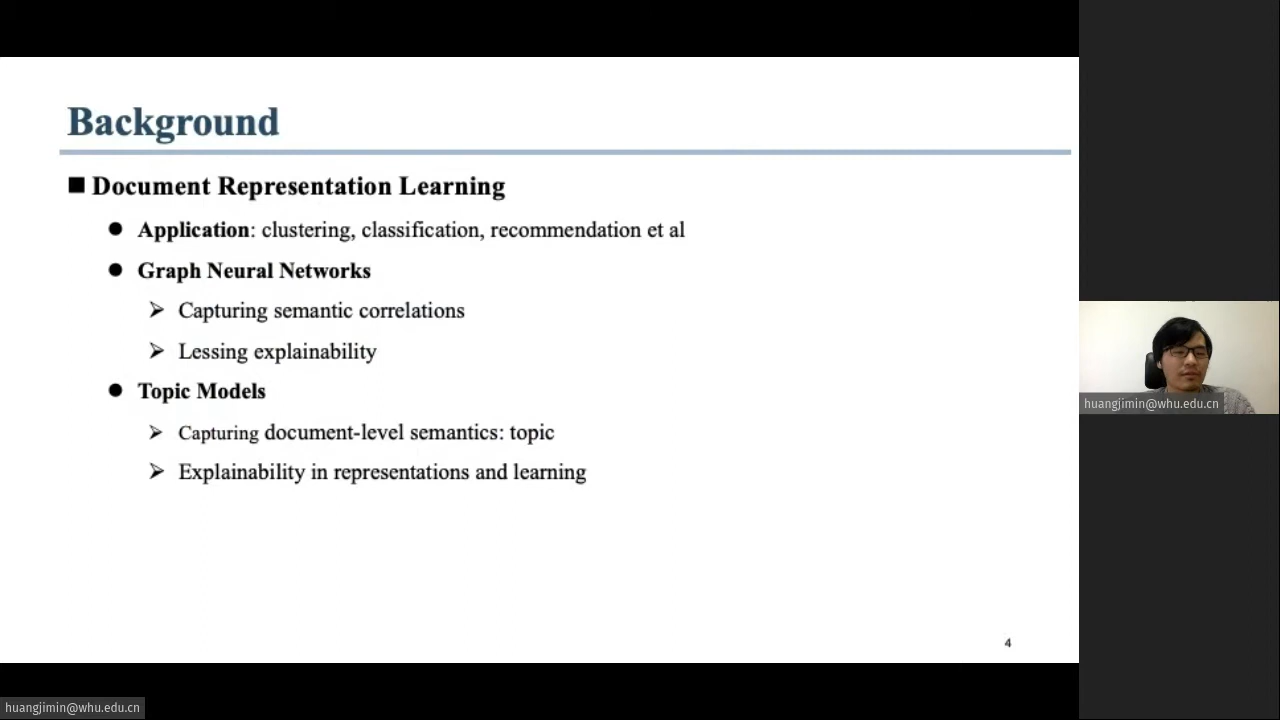 Background
Document Representation Learning
Application: clustering, classification, recommendation et al
Graph Neural Networks
Capturing semantic correlations
Lessing explainability
Topic Models
Capturing document-level semantics: topic
Explainability in representations and learning
4
huangjimin@whu.edu.cn
huangjimin@whu.edu.cn